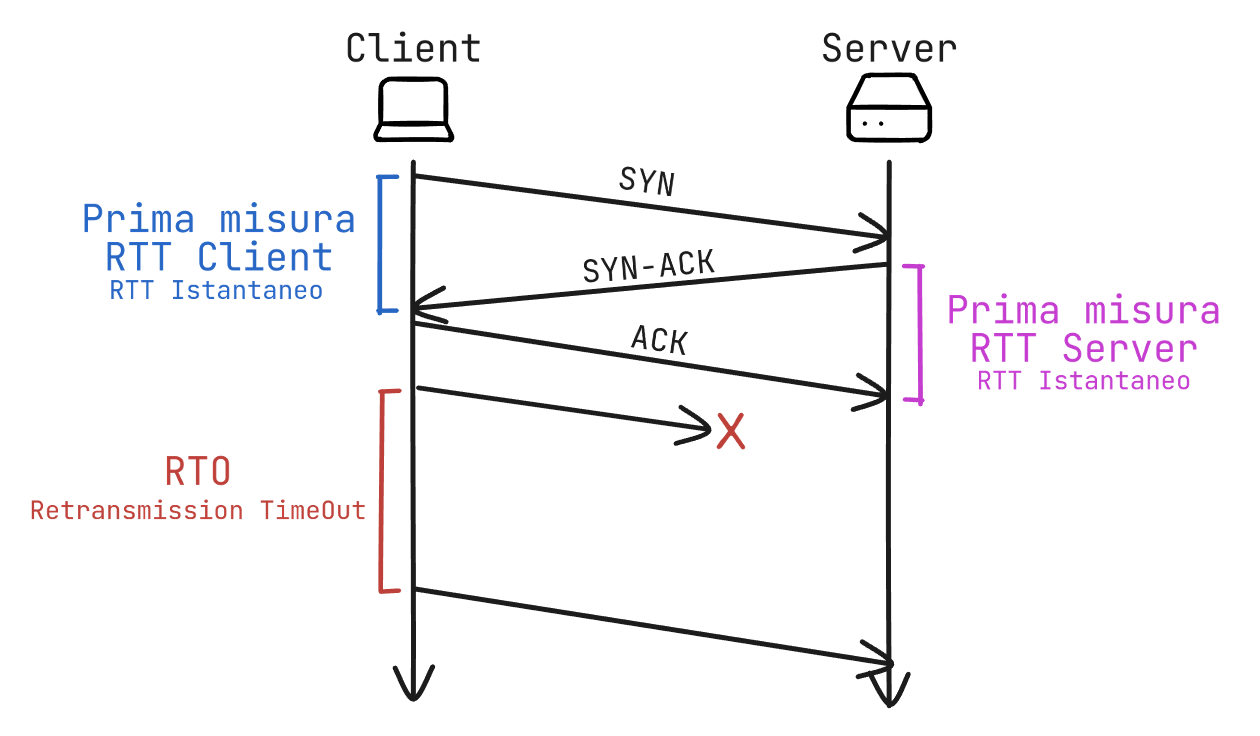 Client
Server
SYN
Prima misura
RTT Client
RTT Istantaneo
SYN-ACK
Prima misura
RTT Server
RTT Istantaneo
ACK
X
RTO
Retransmission TimeOut